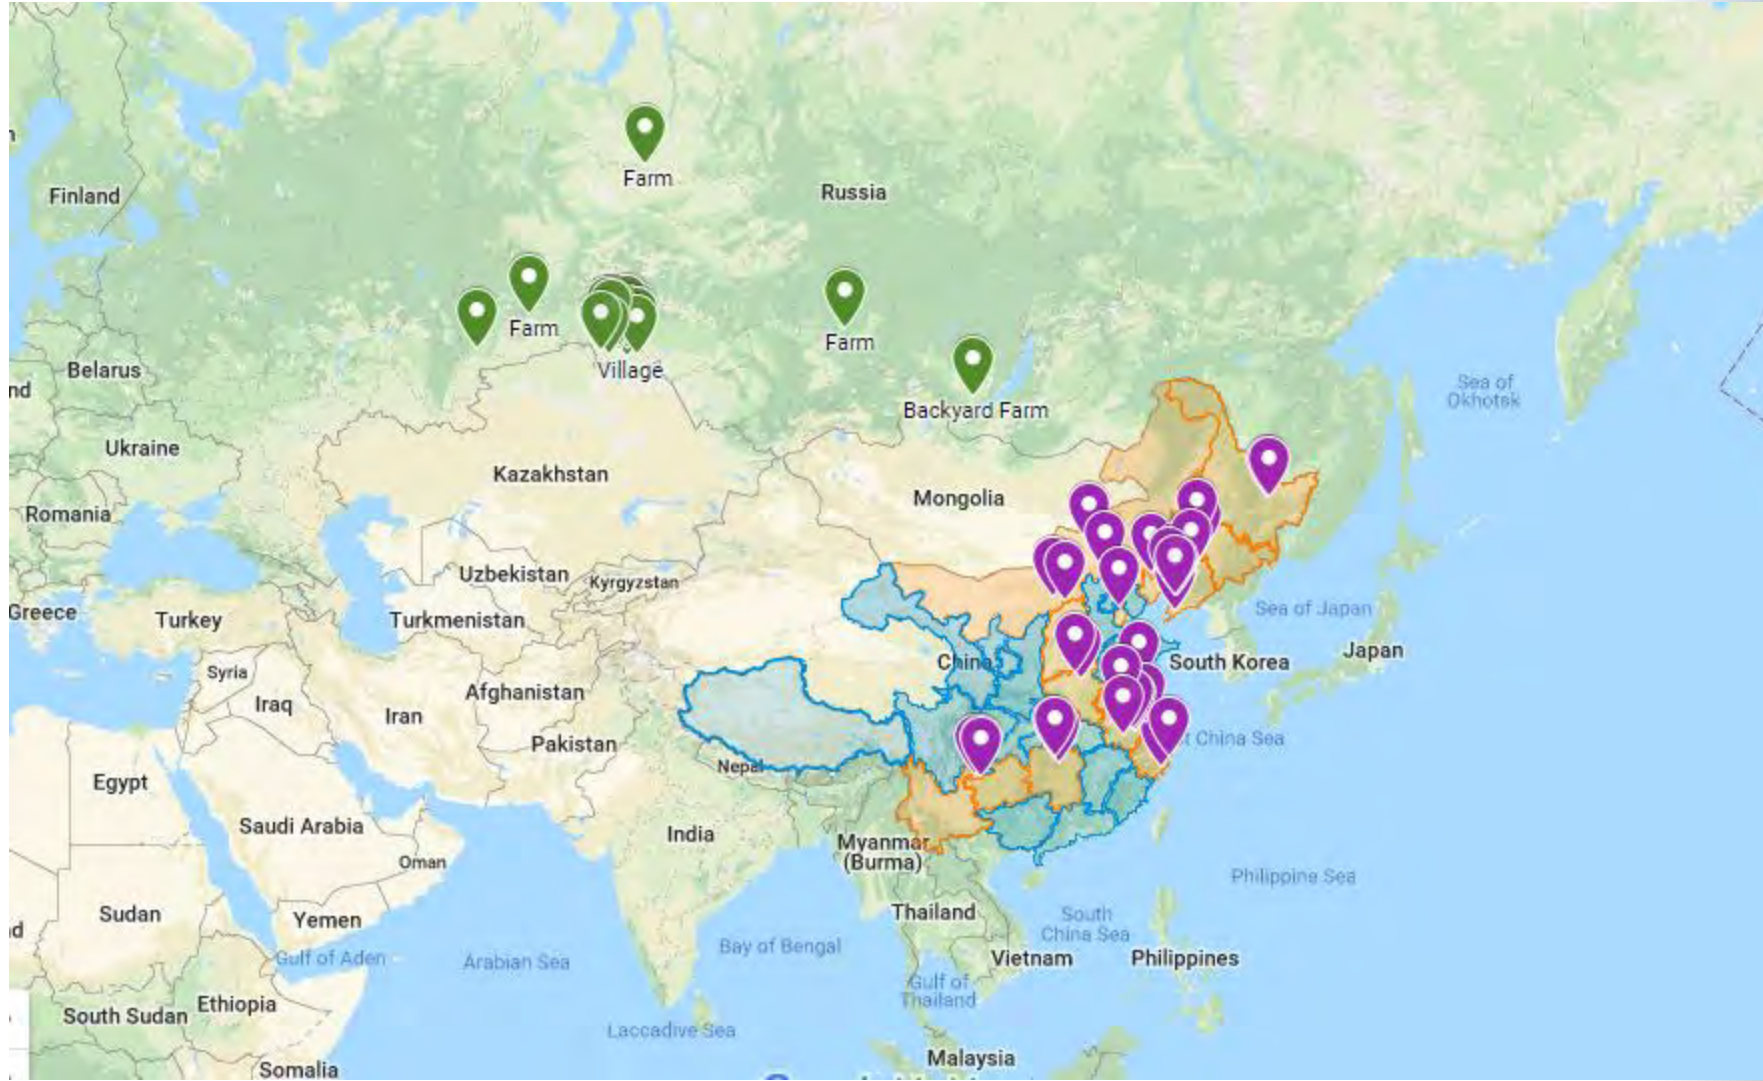 Farm
Finland
Russia
Farm
Farm
Village
Belarus
nd
Backyard Farm
Sea of
Okhotsk
Ukraine
Kazakhstan
Mongolia
Romania
Uzbekistan
Kyrgyzstan
Greece
Turkey
Turkmenistan
Sea of Japan
Japan
South Korea
China
Syria
Iraq
Iran
Afghanistan
Pakistan
Nepal
t China Sea
Egypt
Saudi Arabia
India
Myanmar
(Burma)
Oman
Philippine Sea
Sudan
Yemen
Thailand
South
China Sea
d
Bay of Bengal
Gulf of Aden
Arabian Sea
Vietnam
Philippines
Gulf of
Thailand
Ethiopia
South Sudan
Laccadive Sea
Malaysia
Somalia